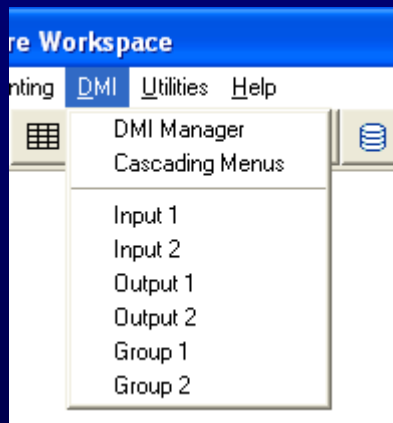 re Workspace
nting DMI Utilities Help
DMI Manager
Cascading Menus
Input 1
Input 2
Output 1
Output 2
Group 1
Group 2